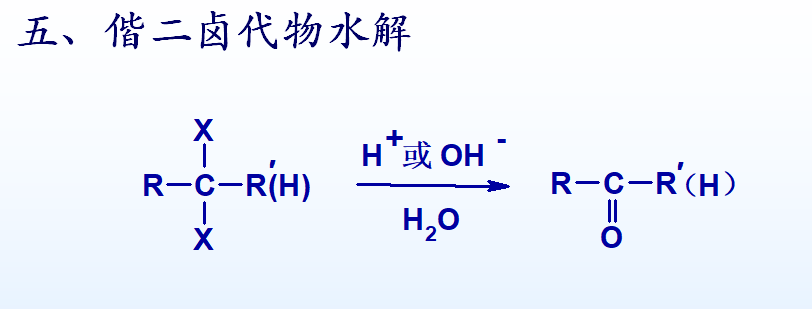 五、偕二卤代物水解
X
R—C—R′(H)
X
H⁺或 OH⁻
H₂O
R—C—R′(H)
O